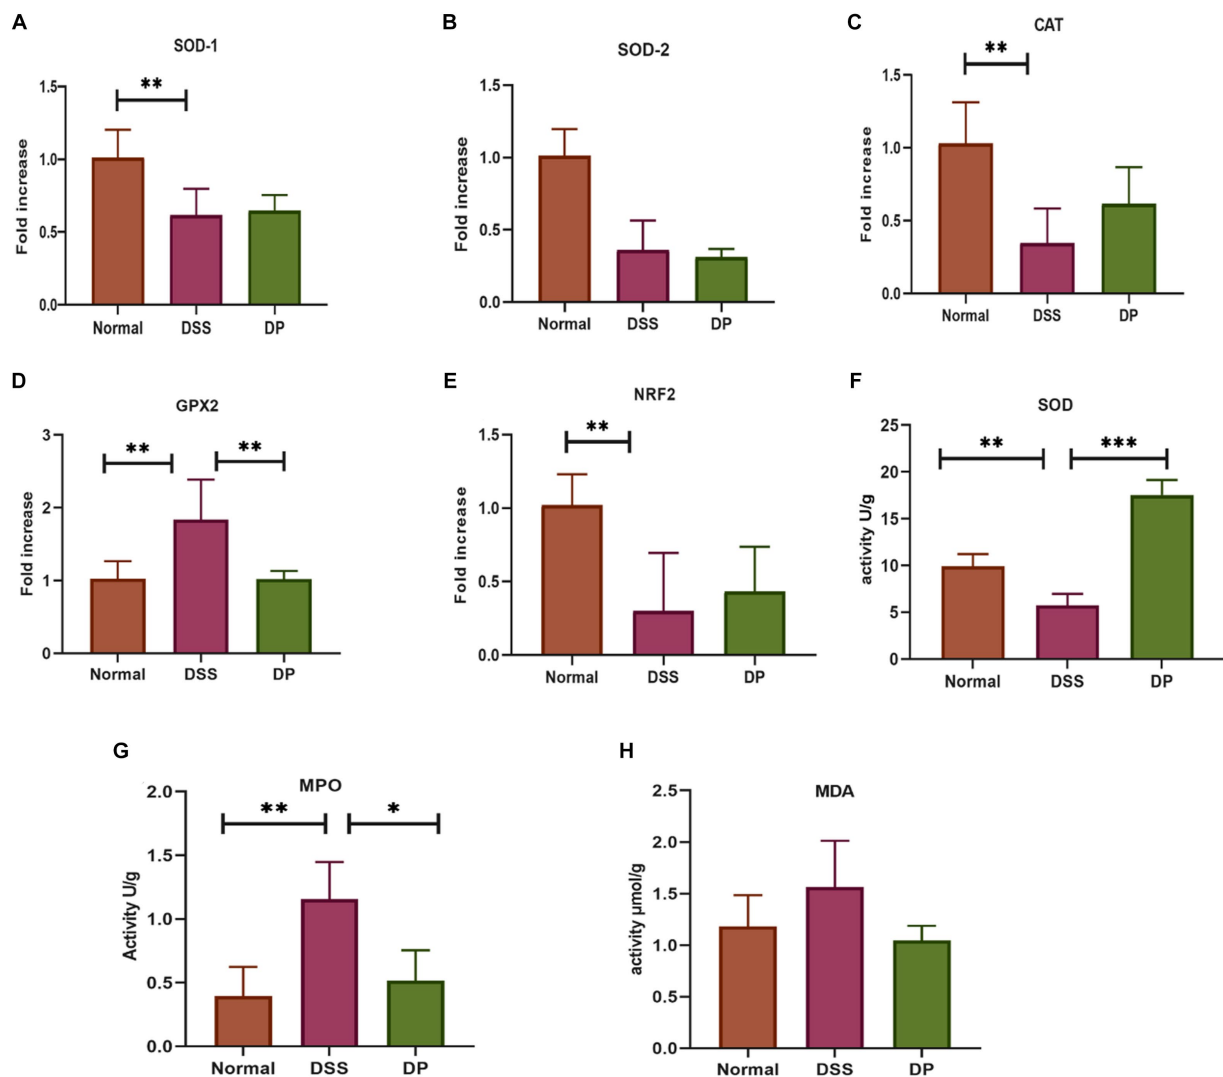 A
SOD-1
**
1.5
1.0
0.5
0.0
Fold increase
Normal DSS DP
B
SOD-2
1.5
1.0
0.5
0.0
Fold increase
Normal DSS DP
C
CAT
**
1.5
1.0
0.5
0.0
Fold increase
Normal DSS DP
D
GPX2
** **
3
2
1
0
Fold increase
Normal DSS DP
E
NRF2
**
1.5
1.0
0.5
0.0
Fold increase
Normal DSS DP
F
SOD
** ***
25
20
15
10
5
0
activity U/g
Normal DSS DP
G
MPO
** *
2.0
1.5
1.0
0.5
0.0
Activity U/g
Normal DSS DP
H
MDA
2.5
2.0
1.5
1.0
0.5
0.0
activity µmol/g
Normal DSS DP